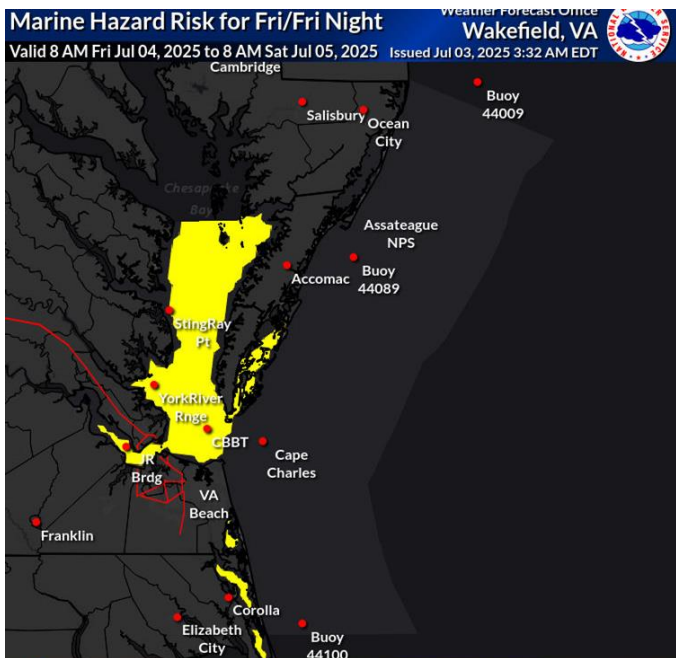 Marine Hazard Risk for Fri/Fri Night
Weather Forecast Office
Wakefield, VA
Valid 8 AM Fri Jul 04, 2025 to 8 AM Sat Jul 05, 2025
Issued Jul 03, 2025 3:32 AM EDT
Cambridge
Salisbury
Ocean
City
Buoy
44009
Chesapeake
Bay
Assateague
NPS
Accomac
Buoy
44089
StingRay
Pt
YorkRiver
Rnge
CBBT
JR
Brdg
Cape
Charles
VA
Beach
Franklin
Corolla
Elizabeth
City
Buoy
44100